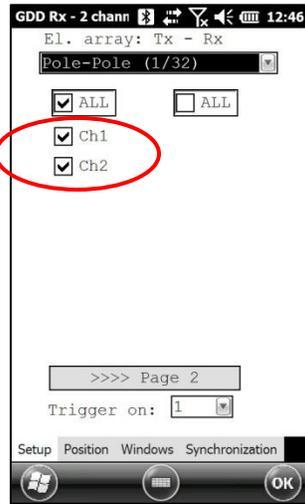 GDD Rx - 2 chann 12:46
El. array: Tx - Rx
Pole-Pole (1/32)
ALL ALL
Ch1
Ch2
>>>> Page 2
Trigger on: 1
Setup Position Windows Synchronization
OK